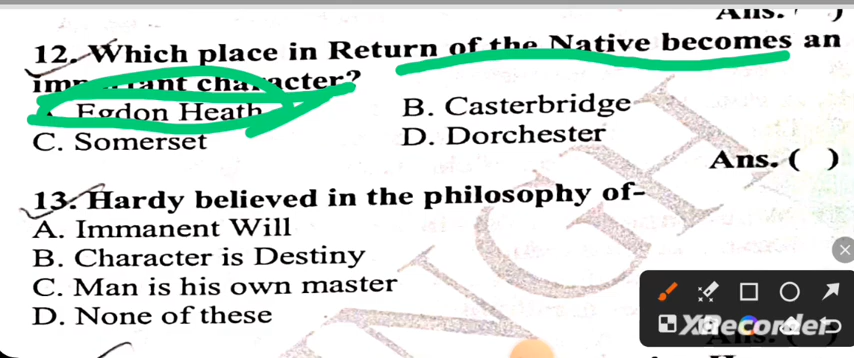 Ans. ( )
12. Which place in Return of the Native becomes an
important character?
A. Egdon Heath
B. Casterbridge
C. Somerset
D. Dorchester
Ans. ( )
13. Hardy believed in the philosophy of-
A. Immanent Will
B. Character is Destiny
C. Man is his own master
D. None of these
XRecorder
Ans. ( )